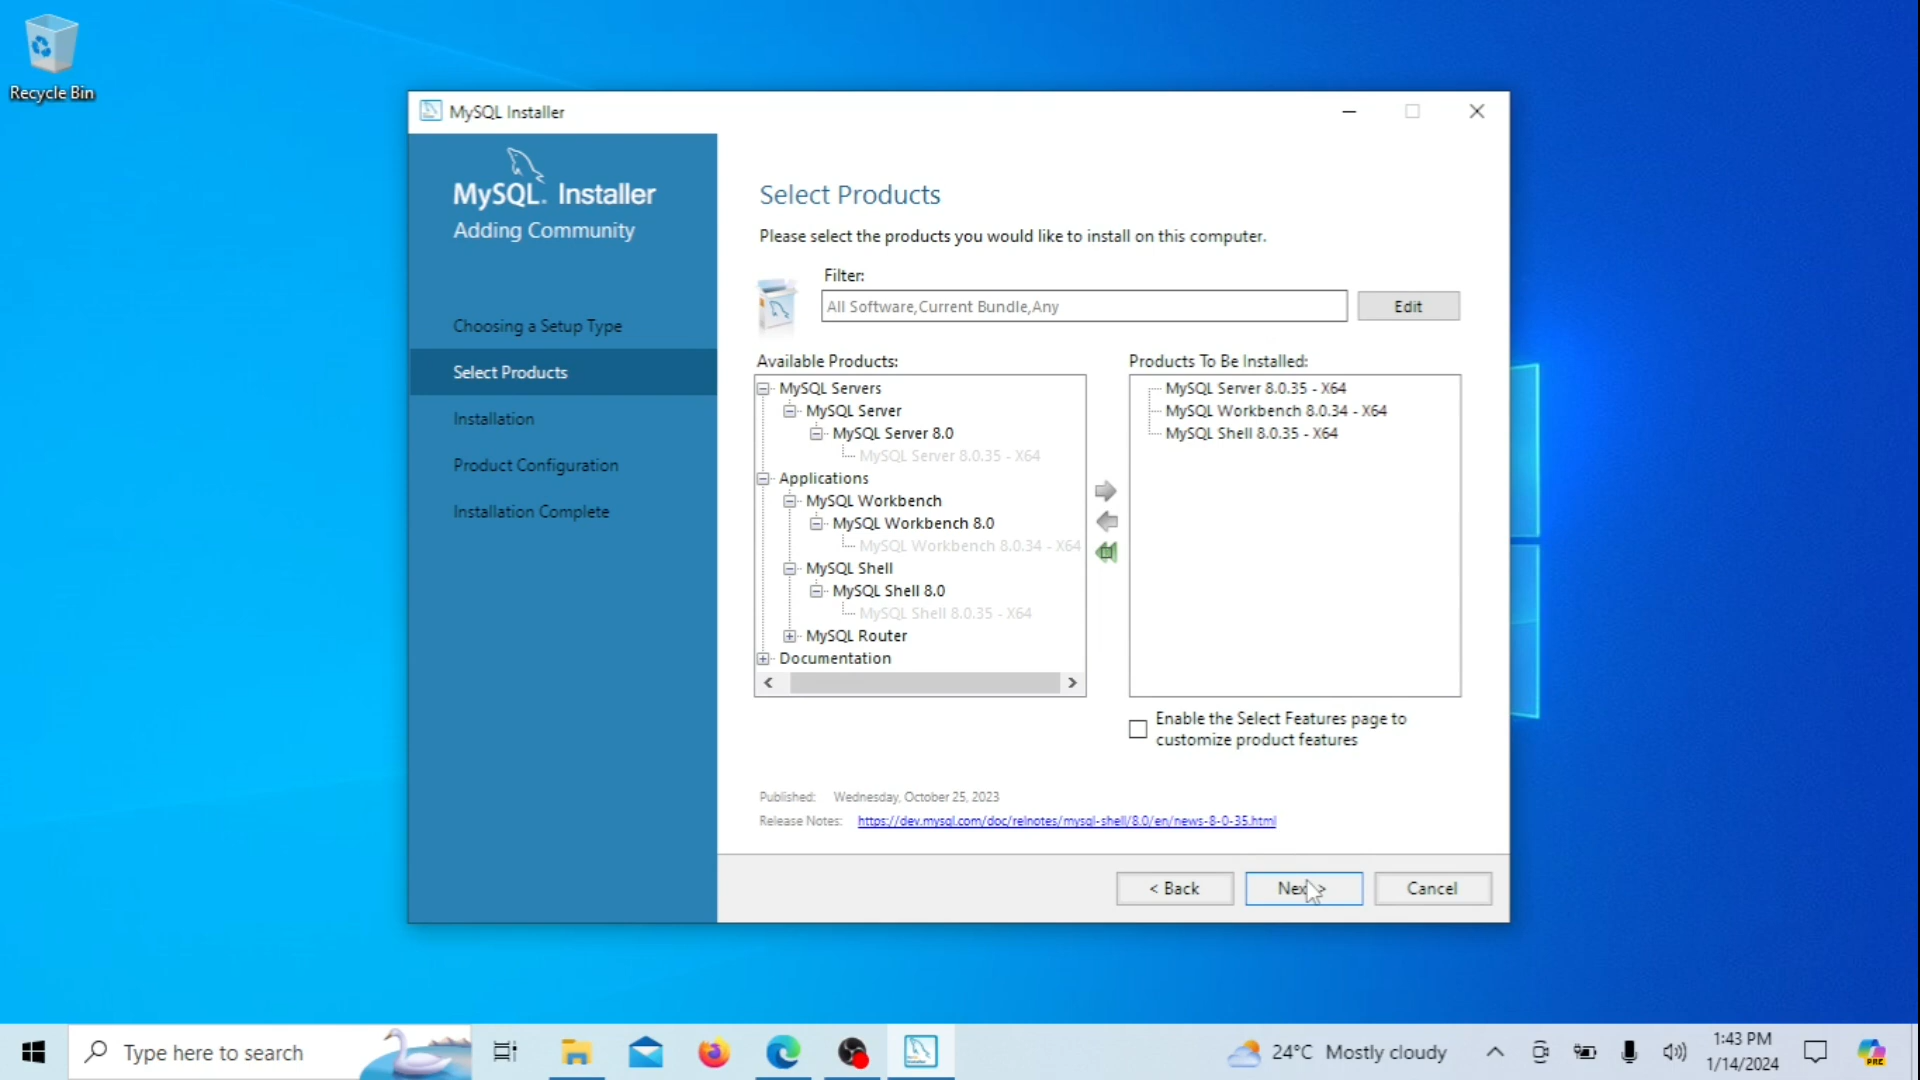 Recycle Bin
MySQL Installer
MySQL. Installer
Adding Community
Choosing a Setup Type
Select Products
Installation
Product Configuration
Installation Complete
Select Products
Please select the products you would like to install on this computer.
Filter:
All Software,Current Bundle,Any
Edit
Available Products:
MySQL Servers
MySQL Server
MySQL Server 8.0
MySQL Server 8.0.35 - X64
Applications
MySQL Workbench
MySQL Workbench 8.0
MySQL Workbench 8.0.34 - X64
MySQL Shell
MySQL Shell 8.0
MySQL Shell 8.0.35 - X64
MySQL Router
Documentation
Products To Be Installed:
MySQL Server 8.0.35 - X64
MySQL Workbench 8.0.34 - X64
MySQL Shell 8.0.35 - X64
Enable the Select Features page to
customize product features
Published: Wednesday, October 25, 2023
Release Notes: https://dev.mysql.com/doc/relnotes/mysql-shell/8.0/en/news-8-0-35.html
< Back
Next >
Cancel
Type here to search
24°C Mostly cloudy
1:43 PM
1/14/2024
PRE